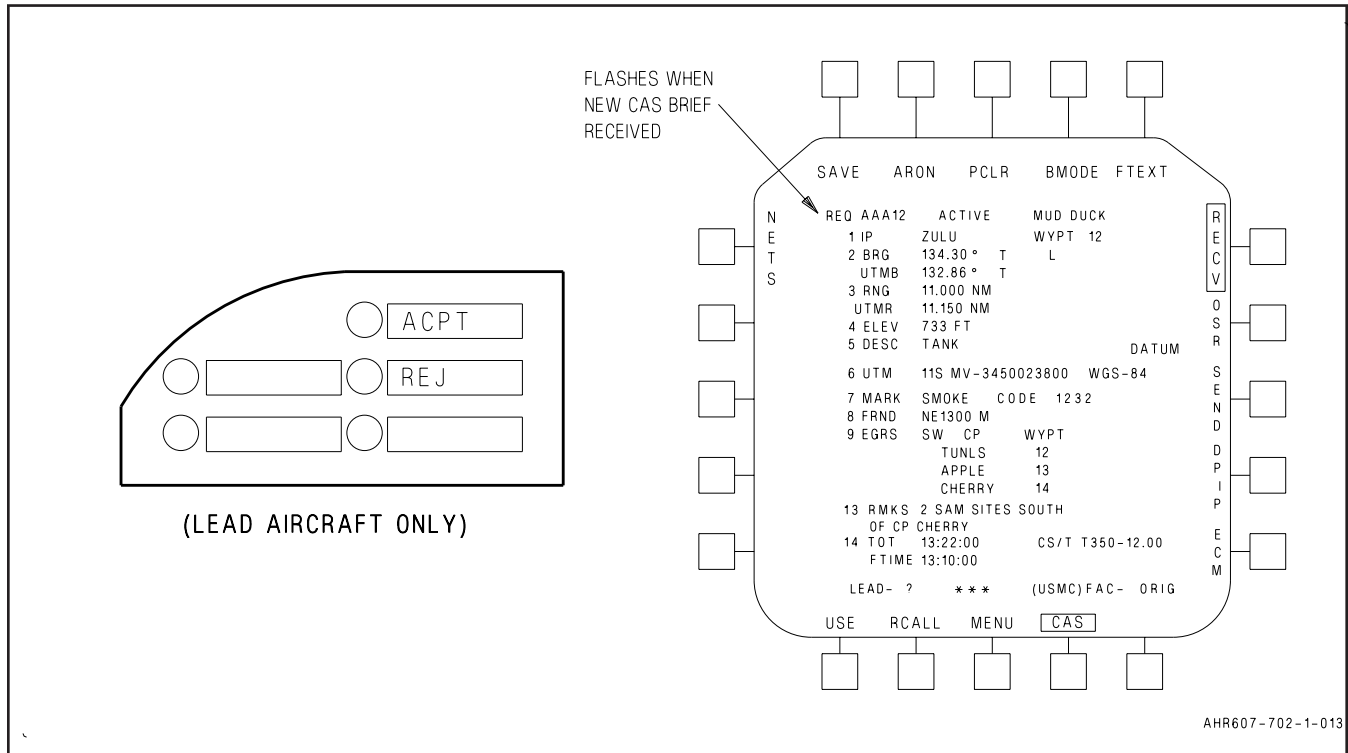 FLASHES WHEN
NEW CAS BRIEF
RECEIVED
ACPT
REJ
(LEAD AIRCRAFT ONLY)
SAVE ARON PCLR BMODE FTEXT
NETS
REQ AAA12 ACTIVE MUD DUCK
1 IP ZULU WYPT 12
2 BRG 134.30° T L
UTMB 132.86° T
3 RNG 11.000 NM
UTMR 11.150 NM
4 ELEV 733 FT
5 DESC TANK
DATUM
6 UTM 11S MV-3450023800 WGS-84
7 MARK SMOKE CODE 1232
8 FRND NE1300 M
9 EGRS SW CP WYPT
TUNLS 12
APPLE 13
CHERRY 14
13 RMKS 2 SAM SITES SOUTH
OF CP CHERRY
14 TOT 13:22:00 CS/T T350-12.00
FTIME 13:10:00
LEAD- ? *** (USMC)FAC- ORIG
RECV
OSR
SEND
DPIP
ECM
USE RCALL MENU CAS
AHR607-702-1-013